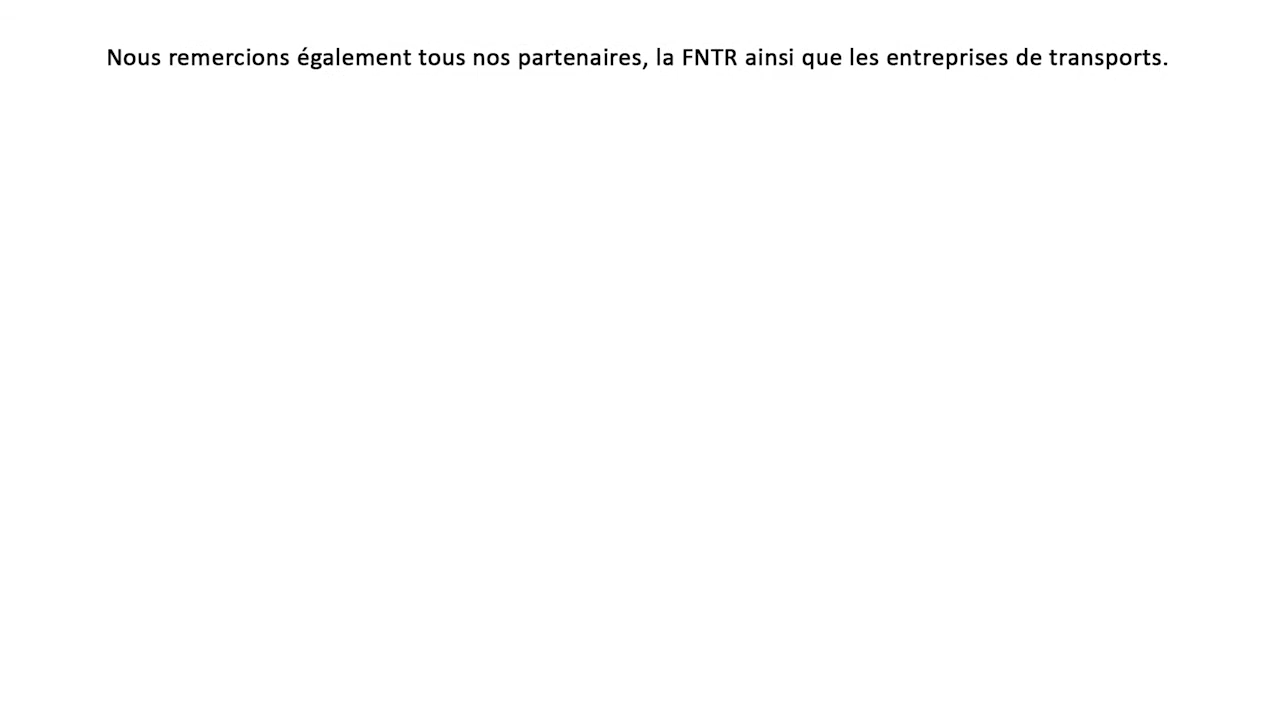 Nous remercions également tous nos partenaires, la FNTR ainsi que les entreprises de transports.